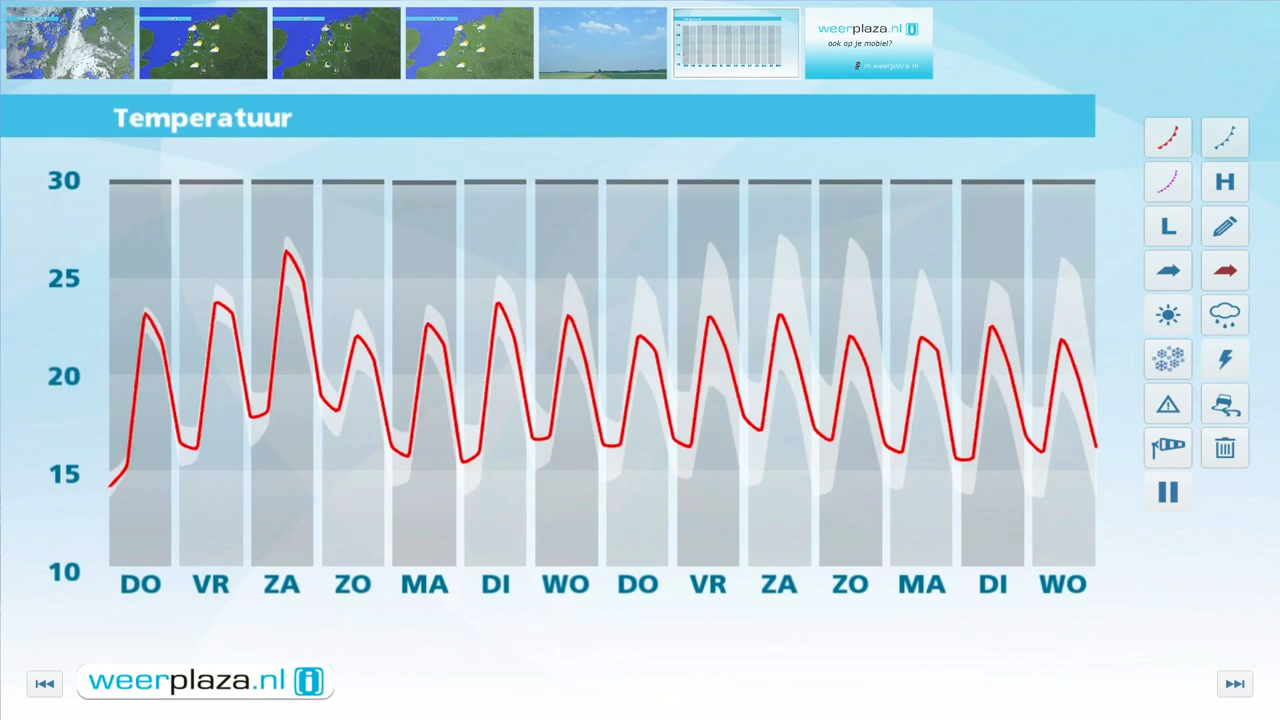 weerplaza.nl
ook op je mobiel?
m.weerplaza.nl
Temperatuur
30
25
20
15
10
DO VR ZA ZO MA DI WO DO VR ZA ZO MA DI WO
H
L
weerplaza.nl